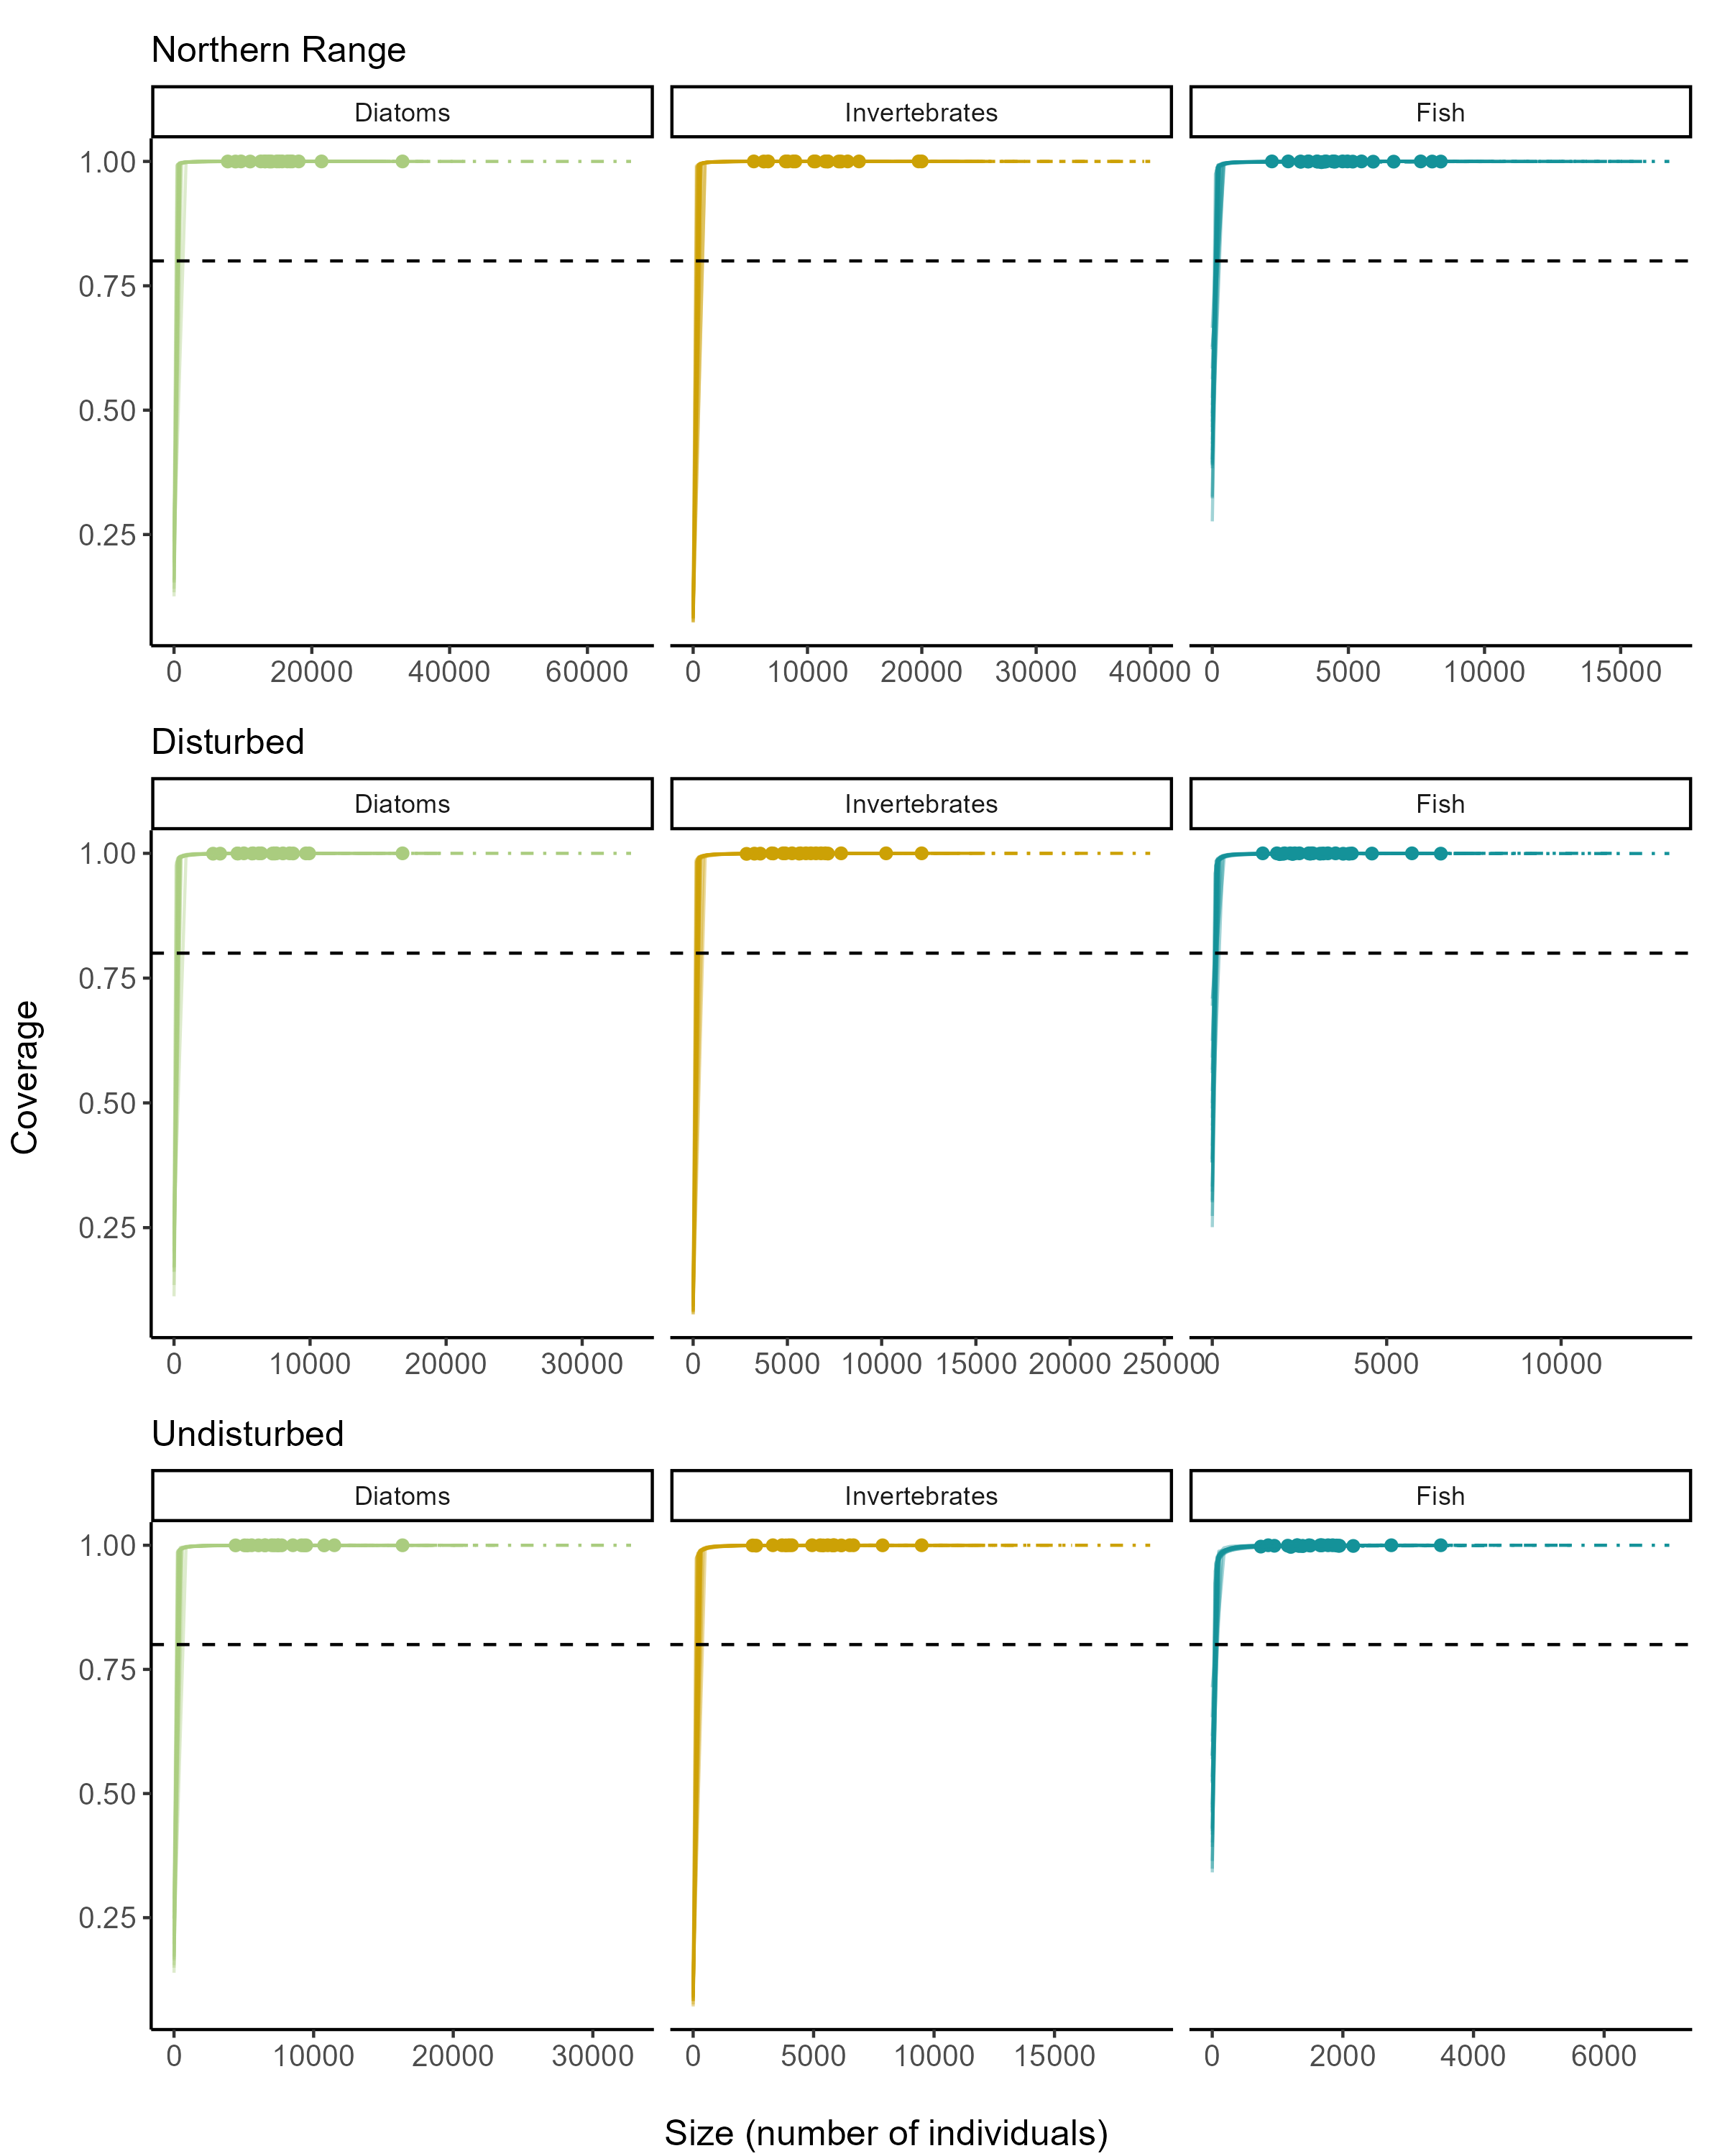 Northern Range
Diatoms Invertebrates Fish
1.00
0.75
0.50
0.25
0 20000 40000 60000 0 10000 20000 30000 40000 0 5000 10000 15000
Disturbed
Diatoms Invertebrates Fish
1.00
0.75
0.50
0.25
0 10000 20000 30000 0 5000 10000 15000 20000 25000 0 5000 10000
Coverage
Undisturbed
Diatoms Invertebrates Fish
1.00
0.75
0.50
0.25
0 10000 20000 30000 0 5000 10000 15000 0 2000 4000 6000
Size (number of individuals)